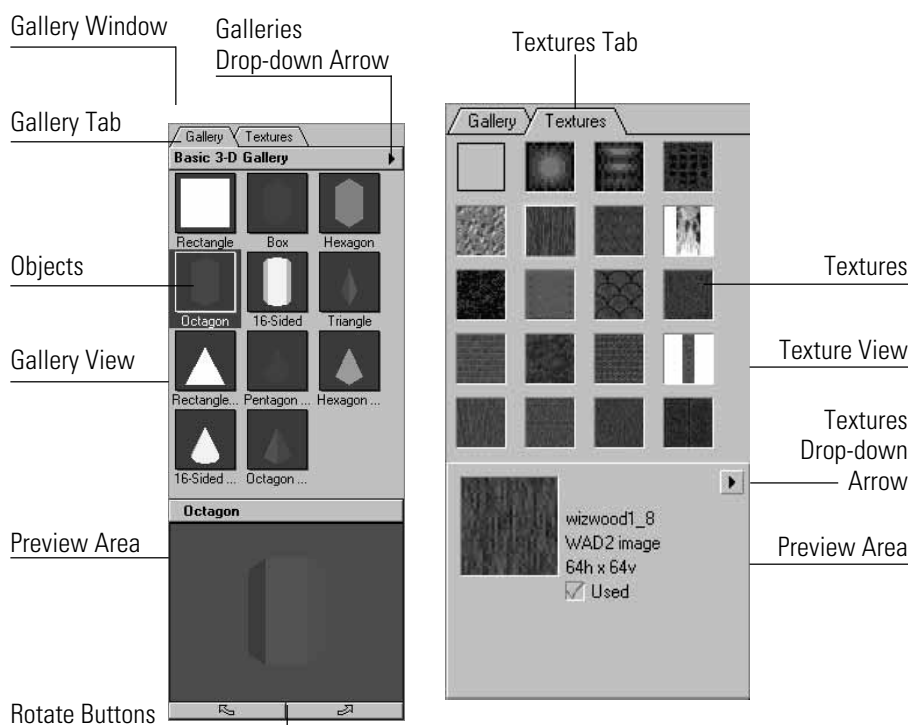 Gallery Window
Galleries
Drop-down Arrow
Gallery Tab
Gallery
Textures
Basic 3-D Gallery
Rectangle
Box
Hexagon
Objects
Octagon
16-Sided
Triangle
Gallery View
Rectangle...
Pentagon ...
Hexagon ...
16-Sided ...
Octagon ...
Octagon
Preview Area
Rotate Buttons
Textures Tab
Gallery
Textures
Textures
Texture View
Textures
Drop-down
Arrow
wizwood1_8
WAD2 image
64h x 64v
Used
Preview Area